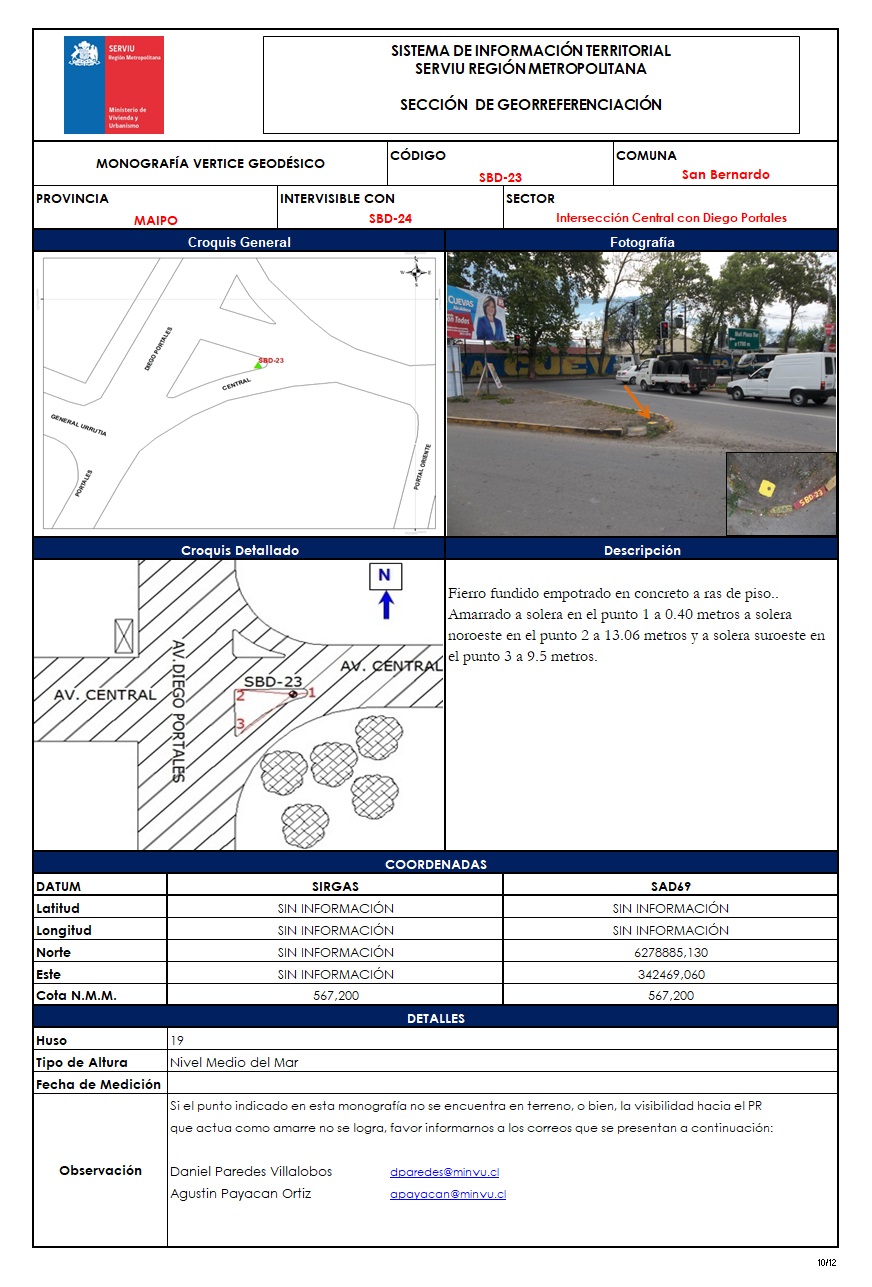 SERVIU
Región Metropolitana
Ministerio de
Vivienda y
Urbanismo
SISTEMA DE INFORMACIÓN TERRITORIAL
SERVIU REGIÓN METROPOLITANA
SECCIÓN DE GEORREFERENCIACIÓN
MONOGRAFÍA VERTICE GEODÉSICO
CÓDIGO
SBD-23
COMUNA
San Bernardo
PROVINCIA
MAIPO
INTERVISIBLE CON
SBD-24
SECTOR
Intersección Central con Diego Portales
Croquis General
Fotografía
N
W E
S
DIEGO PORTALES
SBD-23
CENTRAL
GENERAL URRUTIA
PORTALES
PORTAL ORIENTE
CUEVAS
Alcaldesa
on Todos
CUEV
Mall Plaza Sur
a 1700 m
SBD-23
Croquis Detallado
Descripción
N
AV. CENTRAL
AV. DIEGO PORTALES
AV. CENTRAL
SBD-23
1
2
3
Fierro fundido empotrado en concreto a ras de piso..
Amarrado a solera en el punto 1 a 0.40 metros a solera
noroeste en el punto 2 a 13.06 metros y a solera suroeste en
el punto 3 a 9.5 metros.
COORDENADAS
DATUM SIRGAS SAD69
Latitud SIN INFORMACIÓN SIN INFORMACIÓN
Longitud SIN INFORMACIÓN SIN INFORMACIÓN
Norte SIN INFORMACIÓN 6278885,130
Este SIN INFORMACIÓN 342469,060
Cota N.M.M. 567,200 567,200
DETALLES
Huso 19
Tipo de Altura Nivel Medio del Mar
Fecha de Medición
Observación
Si el punto indicado en esta monografía no se encuentra en terreno, o bien, la visibilidad hacia el PR
que actua como amarre no se logra, favor informarnos a los correos que se presentan a continuación:
Daniel Paredes Villalobos dparedes@minvu.cl
Agustin Payacan Ortiz apayacan@minvu.cl
10/12